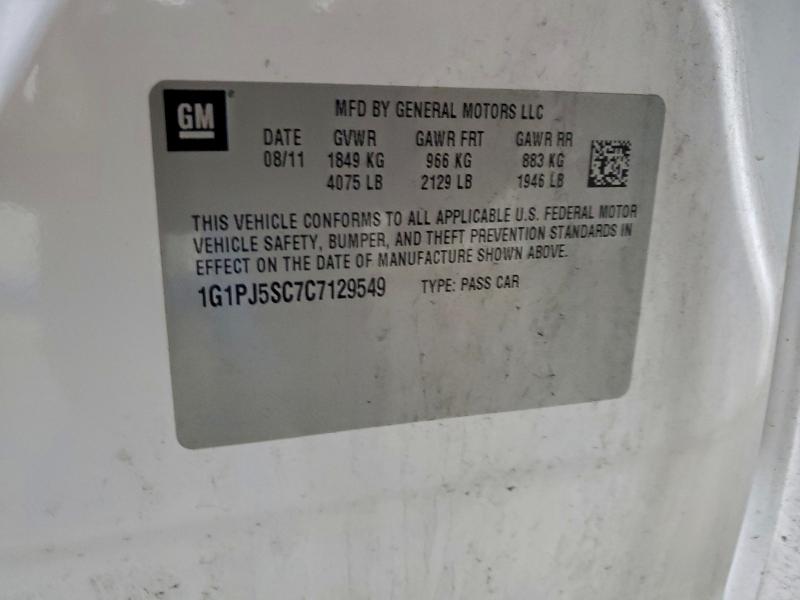 GM®
MFD BY GENERAL MOTORS LLC
DATE GVWR GAWR FRT GAWR RR
08/11 1849 KG 966 KG 883 KG
4075 LB 2129 LB 1946 LB
THIS VEHICLE CONFORMS TO ALL APPLICABLE U.S. FEDERAL MOTOR
VEHICLE SAFETY, BUMPER, AND THEFT PREVENTION STANDARDS IN
EFFECT ON THE DATE OF MANUFACTURE SHOWN ABOVE.
1G1PJ5SC7C7129549 TYPE: PASS CAR